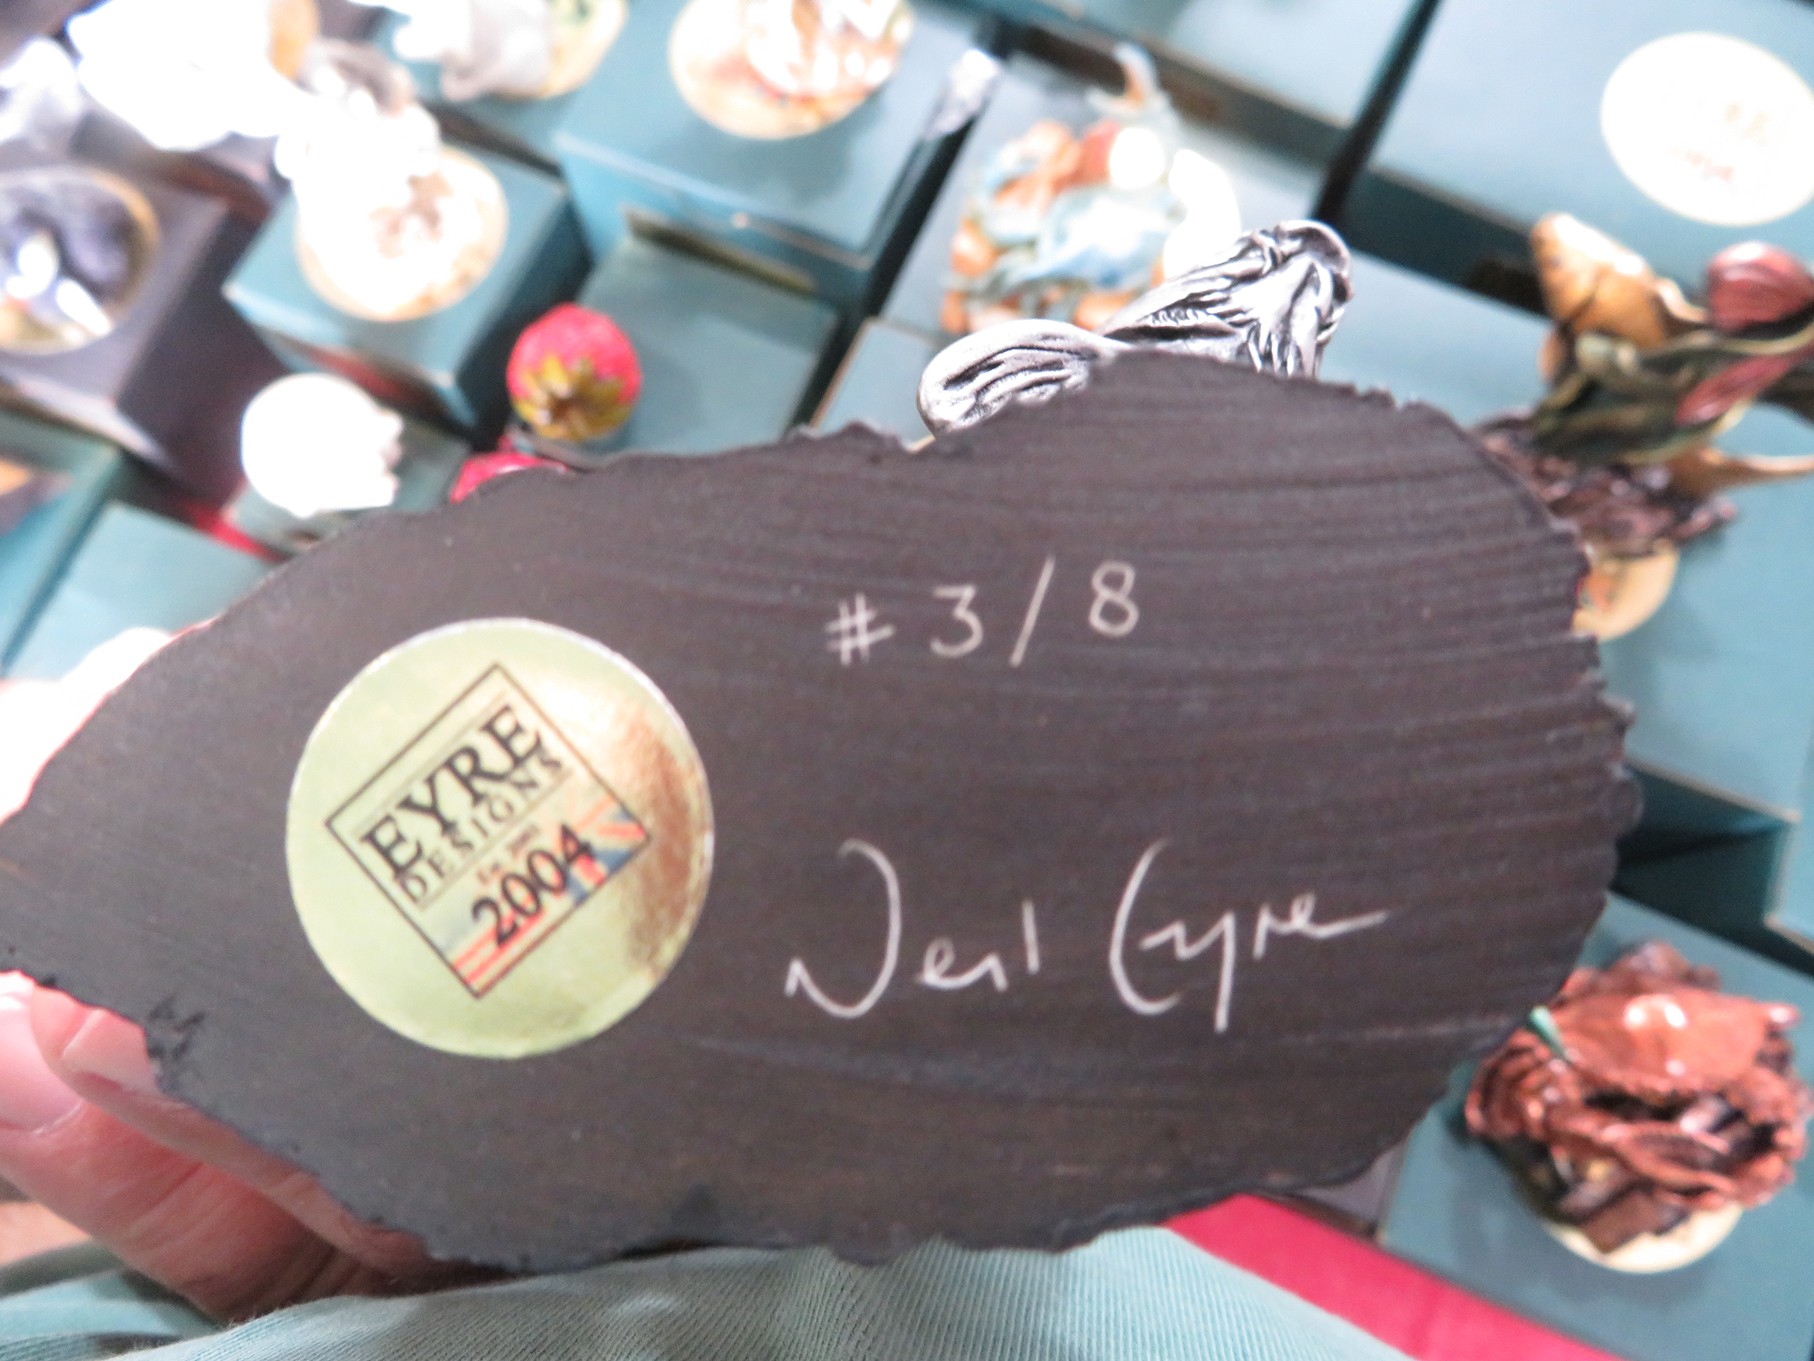 # 3/8
EYRE
DESIGNS
2004
Neil Eyre